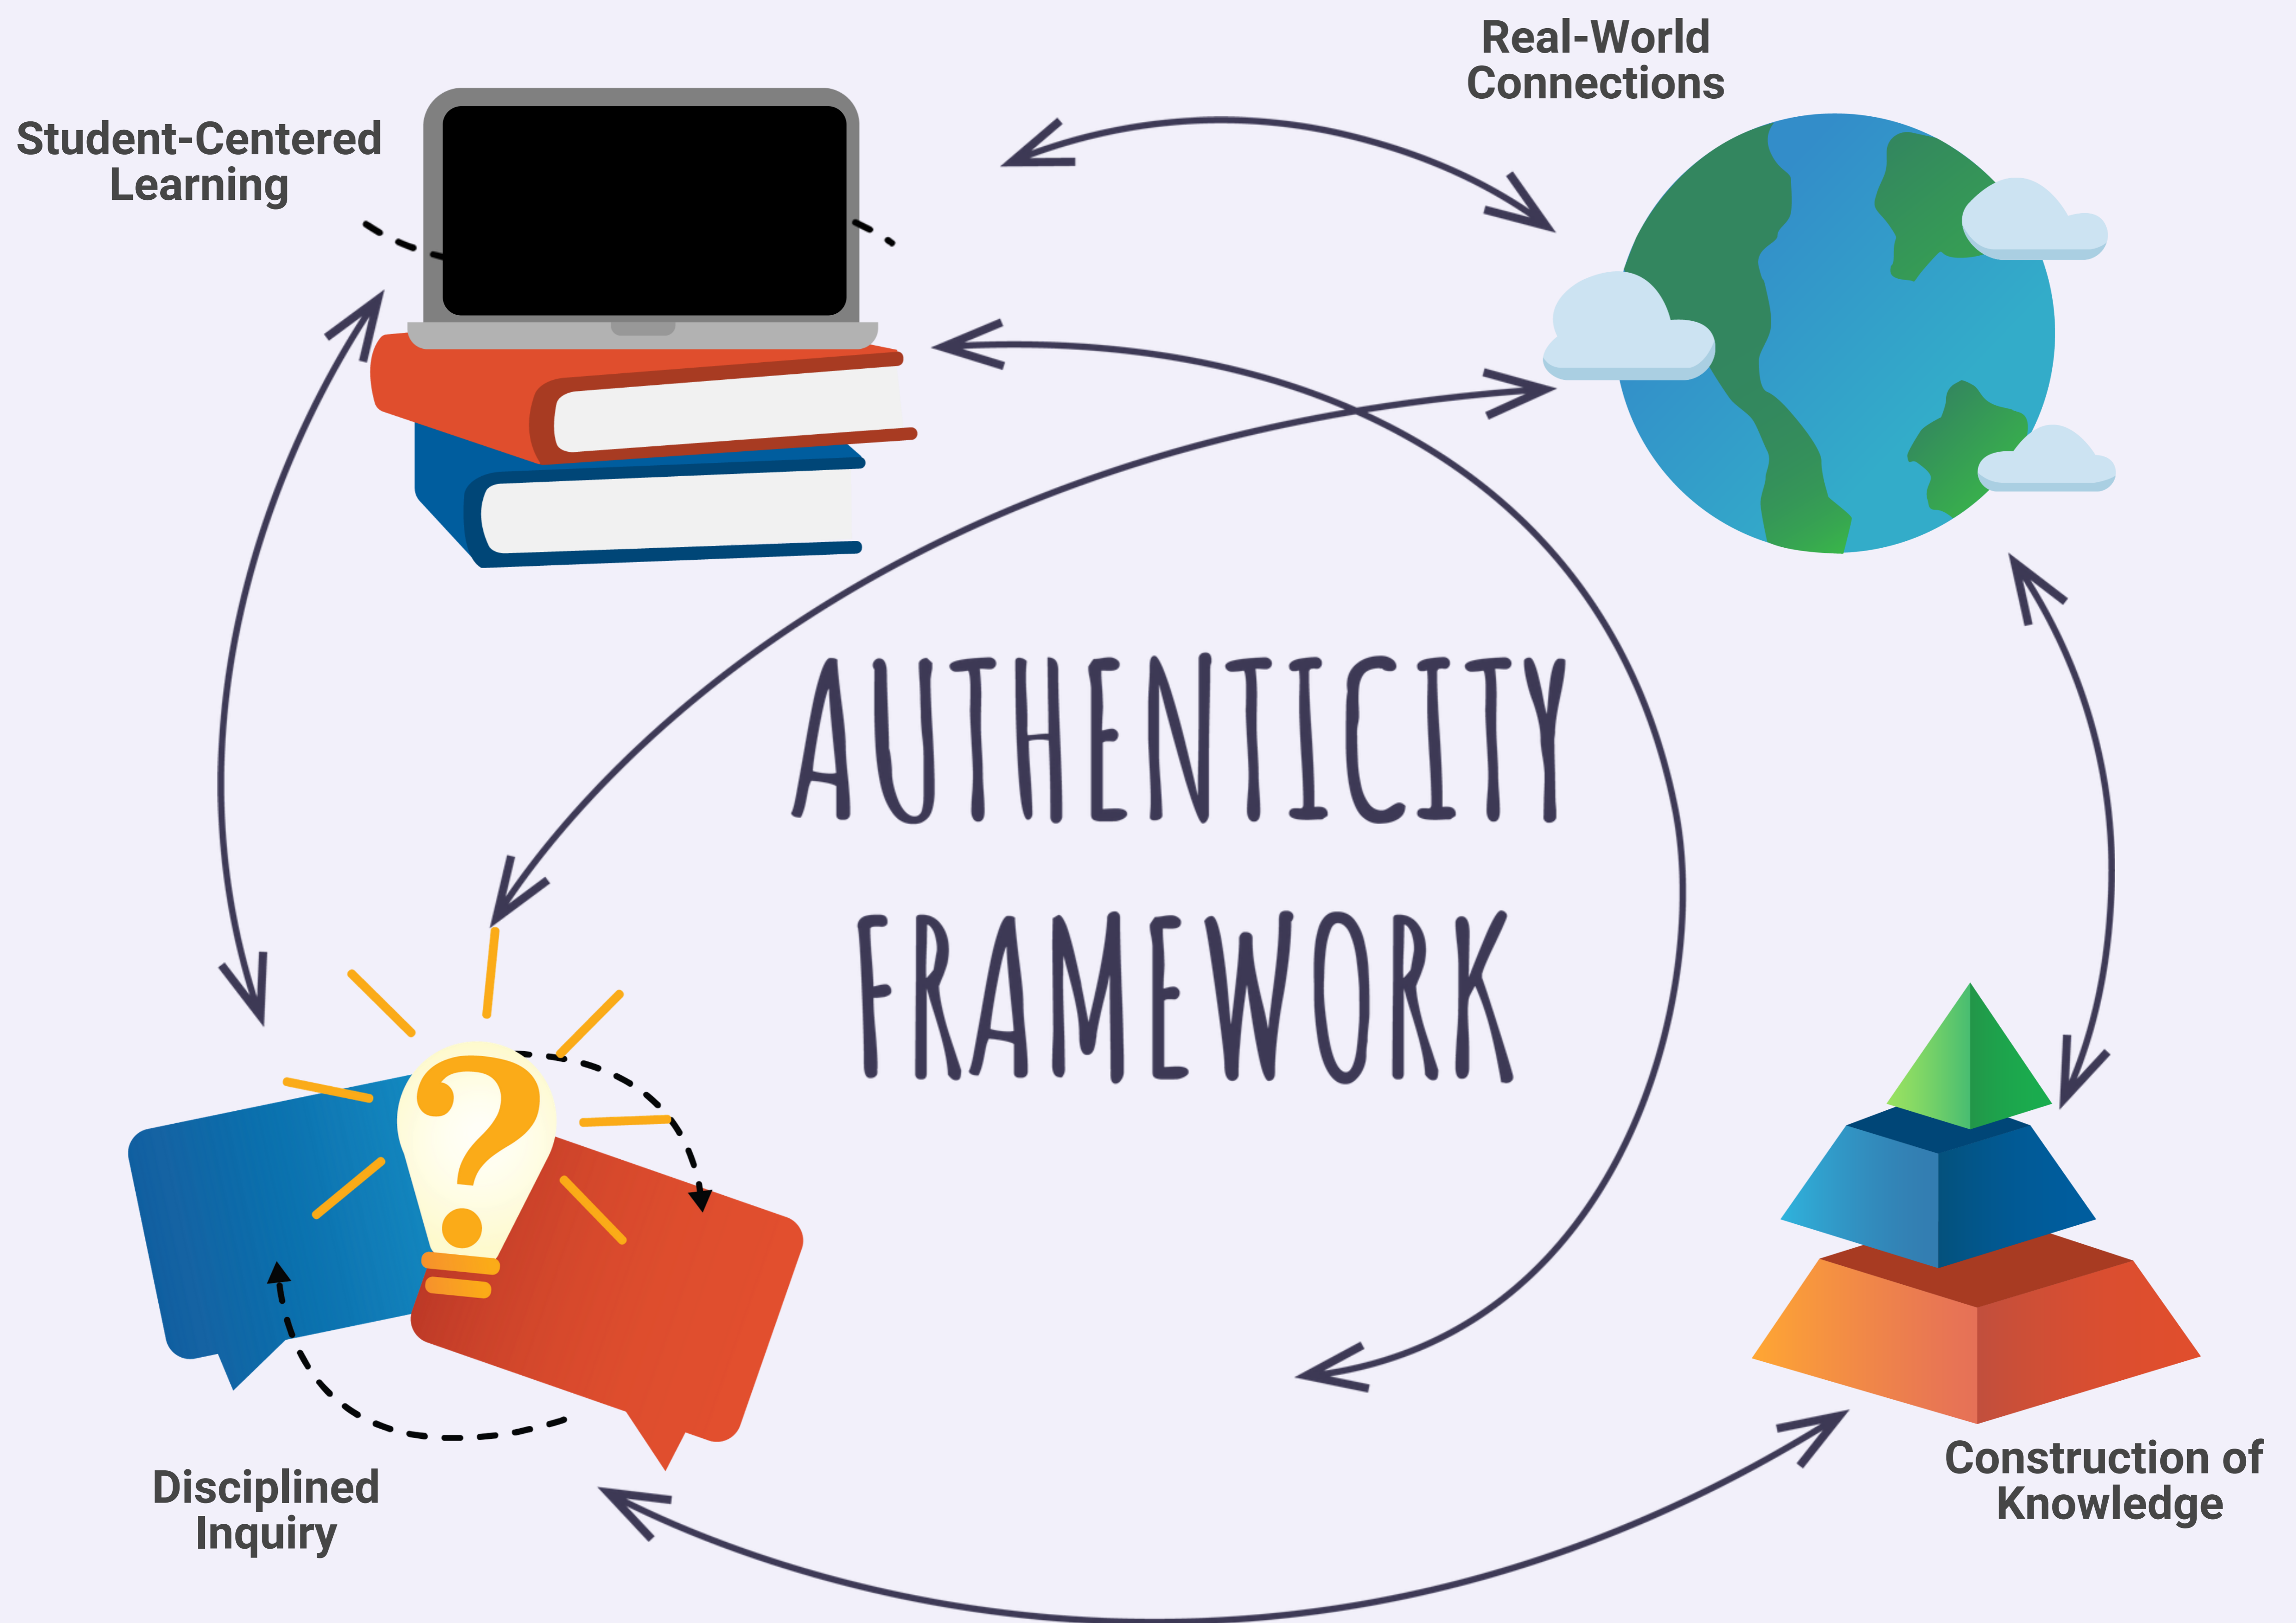 Real-World
Connections
Student-Centered
Learning
AUTHENTICITY
FRAMEWORK
?
Disciplined
Inquiry
Construction of
Knowledge